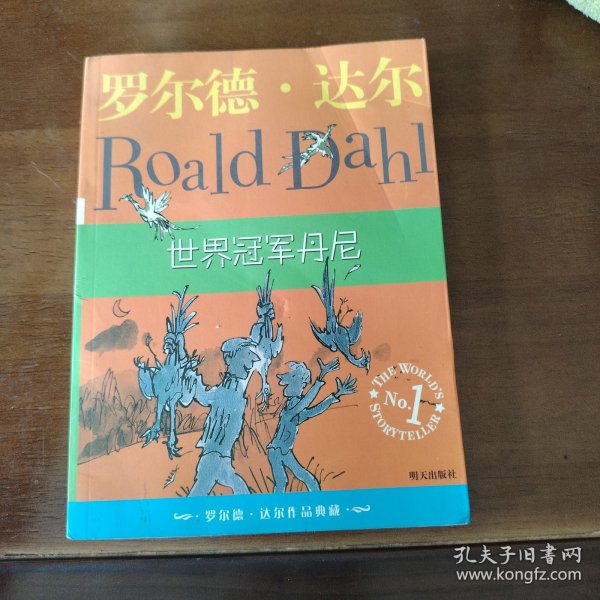 罗尔德·达尔
Roald Dahl
世界冠军丹尼
THE WORLD'S
No.1
STORYTELLER
明天出版社
·罗尔德·达尔作品典藏·
孔夫子旧书网
www.kongfz.com